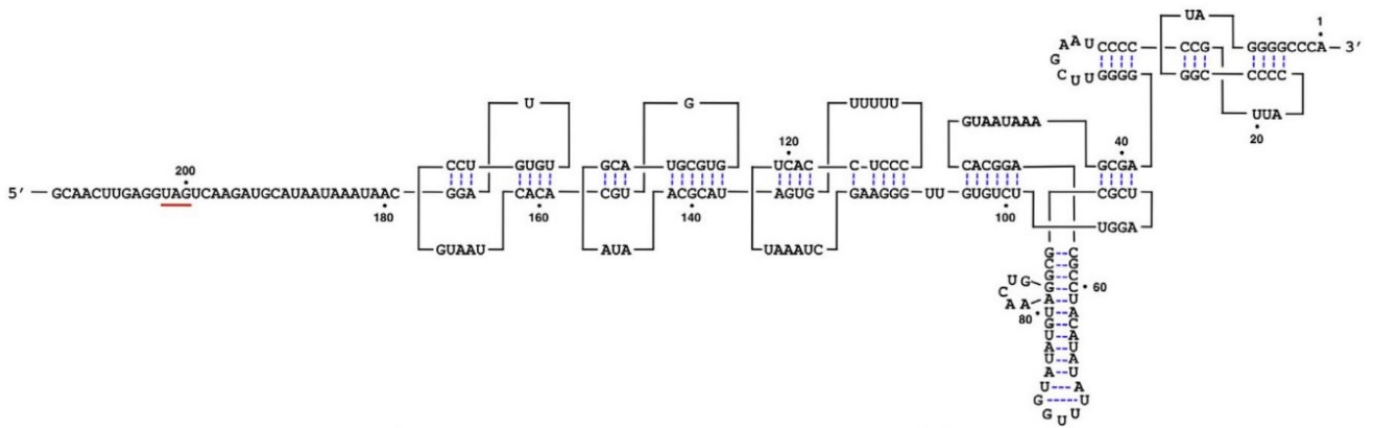 UA
1
A A U CCCC CCG GGGGCCCA 3′
G
C U U GGGG GGC CCCC
U G UUUUU UUA
20
GUAAUAAA
120 40
CCU GUGU GCA UGCGUG UCAC C-UCCC CACGGA GCGA
200
5′ GCAACUUGAGGUAGUCAAGAUGCAUAAUAAAUAAC GGA CACA CGU ACGCAU AGUG GAAGGG UU GUGUCU CGCU
180 160 140 100
UGGA
GUAAU AUA UAAAUC
G C
C G
G C
U G G C 60
C A U
A A
80 U A
G C
U A
A U
U A
A U
U A
G U
G U U